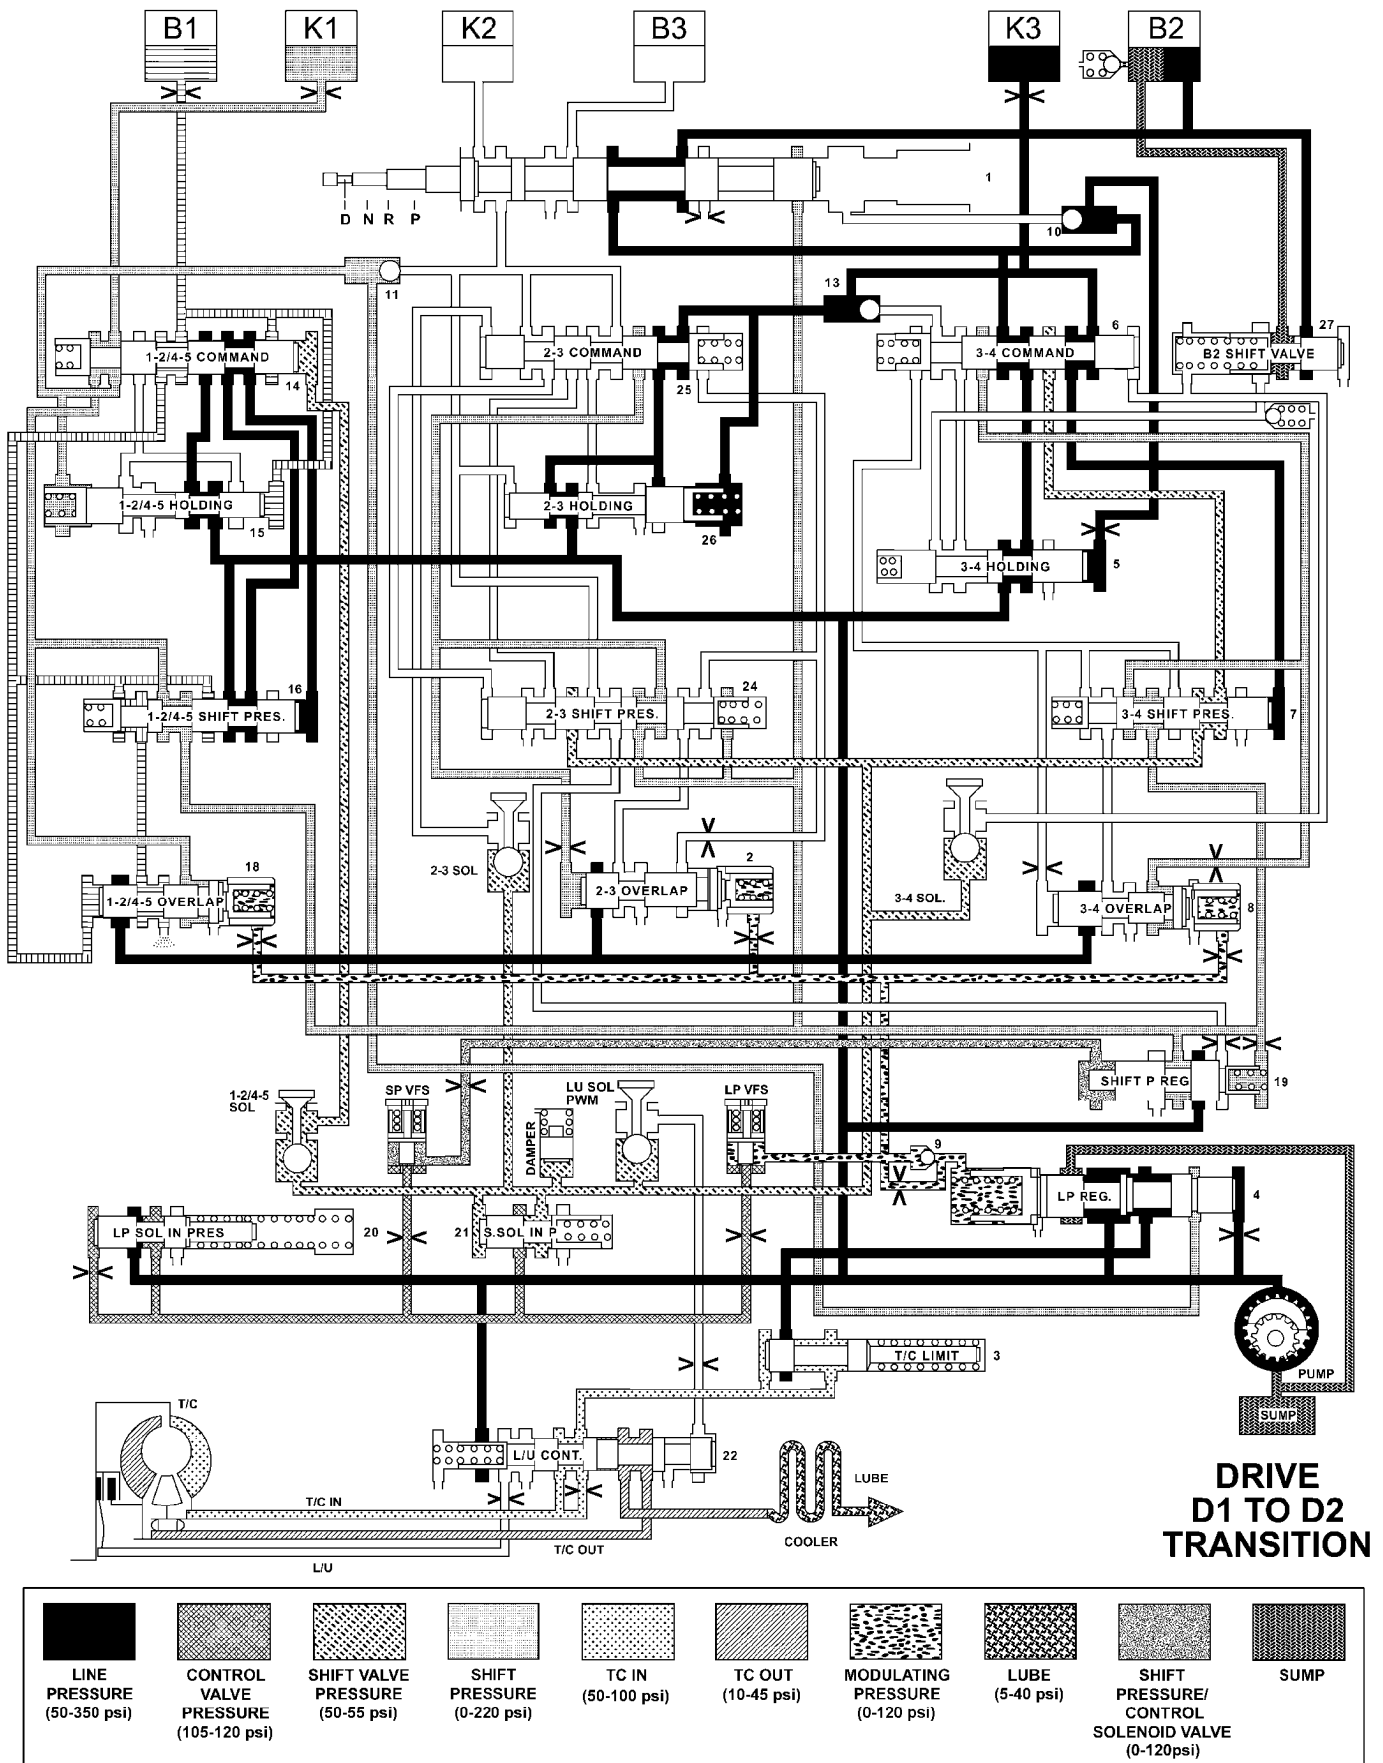 B1
K1
K2
B3
K3
B2
D N R P
1
10
11
13
1-2/4-5 COMMAND
14
2-3 COMMAND
25
6
3-4 COMMAND
27
B2 SHIFT VALVE
1-2/4-5 HOLDING
15
2-3 HOLDING
26
3-4 HOLDING
5
16
1-2/4-5 SHIFT PRES.
24
2-3 SHIFT PRES.
3-4 SHIFT PRES.
7
2-3 SOL
3-4 SOL.
18
1-2/4-5 OVERLAP
2
2-3 OVERLAP
3-4 OVERLAP
8
1-2/4-5
SOL
SP VFS
LU SOL
PWM
LP VFS
DAMPER
SHIFT P REG
19
9
LP REG.
4
LP SOL IN PRES
20
21
S.SOL IN P
T/C LIMIT
3
PUMP
SUMP
T/C
L/U CONT.
22
T/C IN
T/C OUT
L/U
LUBE
COOLER
DRIVE
D1 TO D2
TRANSITION
LINE
PRESSURE
(50-350 psi)
CONTROL
VALVE
PRESSURE
(105-120 psi)
SHIFT VALVE
PRESSURE
(50-55 psi)
SHIFT
PRESSURE
(0-220 psi)
TC IN
(50-100 psi)
TC OUT
(10-45 psi)
MODULATING
PRESSURE
(0-120 psi)
LUBE
(5-40 psi)
SHIFT
PRESSURE/
CONTROL
SOLENOID VALVE
(0-120psi)
SUMP